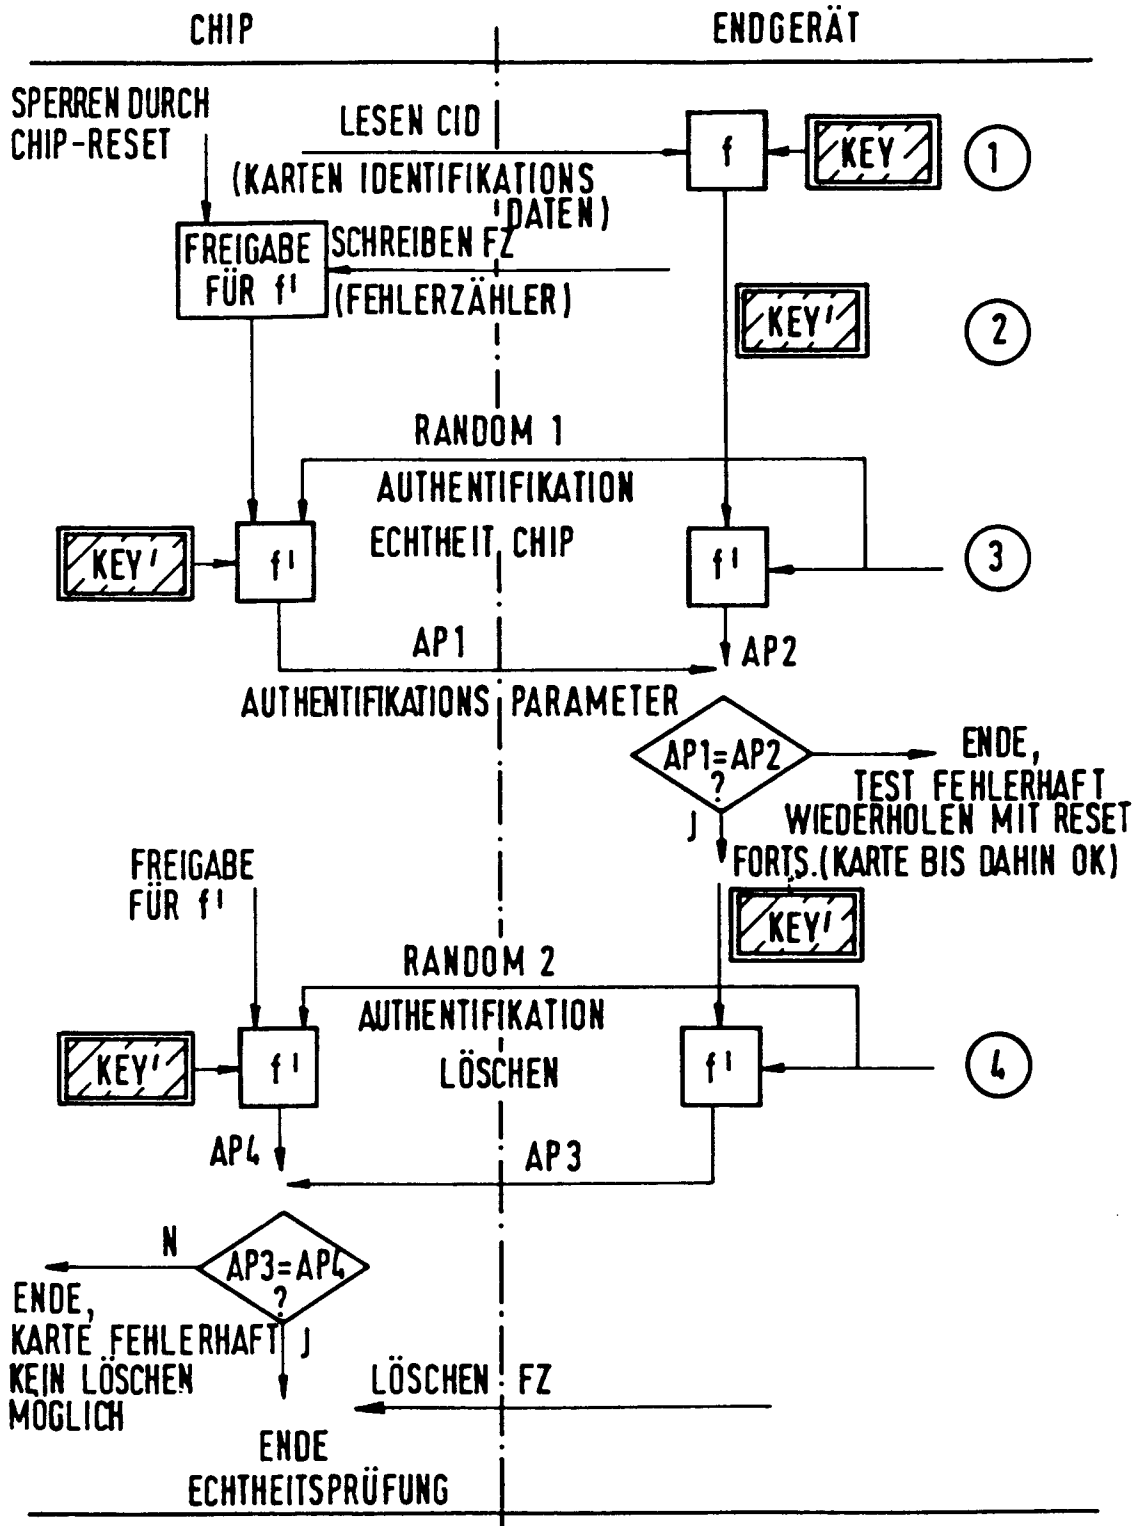 CHIP
ENDGERÄT
SPERREN DURCH
CHIP-RESET
LESEN CID
(KARTEN IDENTIFIKATIONS
DATEN)
f
KEY
1
FREIGABE
FÜR f'
SCHREIBEN FZ
(FEHLERZÄHLER)
KEY'
2
RANDOM 1
AUTHENTIFIKATION
ECHTHEIT CHIP
KEY'
f'
f'
3
AP1
AP2
AUTHENTIFIKATIONS PARAMETER
AP1=AP2
?
ENDE,
TEST FEHLERHAFT
WIEDERHOLEN MIT RESET
J
FORTS.(KARTE BIS DAHIN OK)
FREIGABE
FÜR f'
KEY'
RANDOM 2
AUTHENTIFIKATION
LÖSCHEN
KEY'
f'
f'
4
AP4
AP3
N
AP3=AP4
?
ENDE,
KARTE FEHLERHAFT
KEIN LÖSCHEN
MÖGLICH
J
LÖSCHEN FZ
ENDE
ECHTHEITSPRÜFUNG